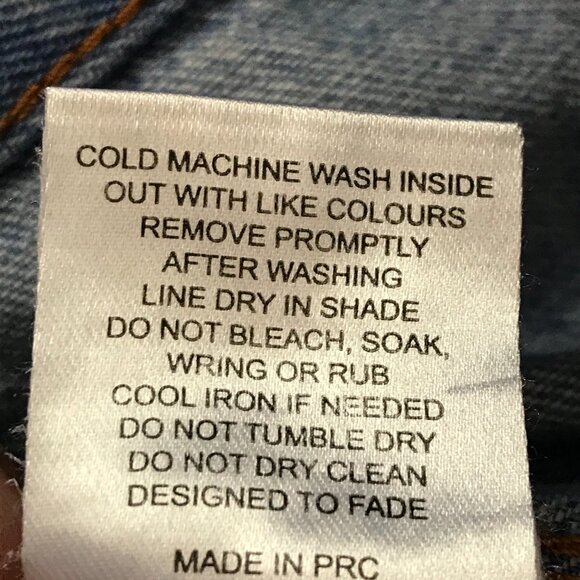 COLD MACHINE WASH INSIDE
OUT WITH LIKE COLOURS
REMOVE PROMPTLY
AFTER WASHING
LINE DRY IN SHADE
DO NOT BLEACH, SOAK,
WRING OR RUB
COOL IRON IF NEEDED
DO NOT TUMBLE DRY
DO NOT DRY CLEAN
DESIGNED TO FADE
MADE IN PRC